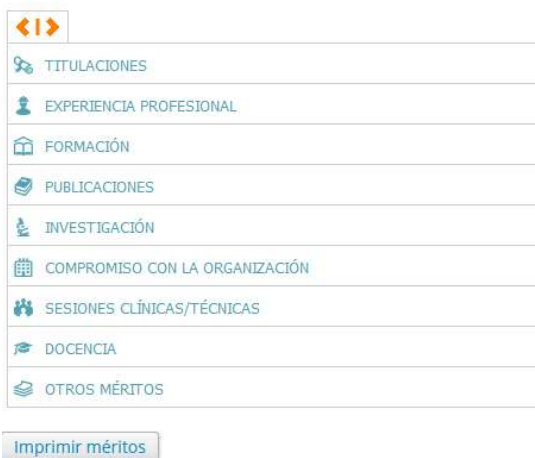 TITULACIONES
EXPERIENCIA PROFESIONAL
FORMACIÓN
PUBLICACIONES
INVESTIGACIÓN
COMPROMISO CON LA ORGANIZACIÓN
SESIONES CLÍNICAS/TÉCNICAS
DOCENCIA
OTROS MÉRITOS
Imprimir méritos